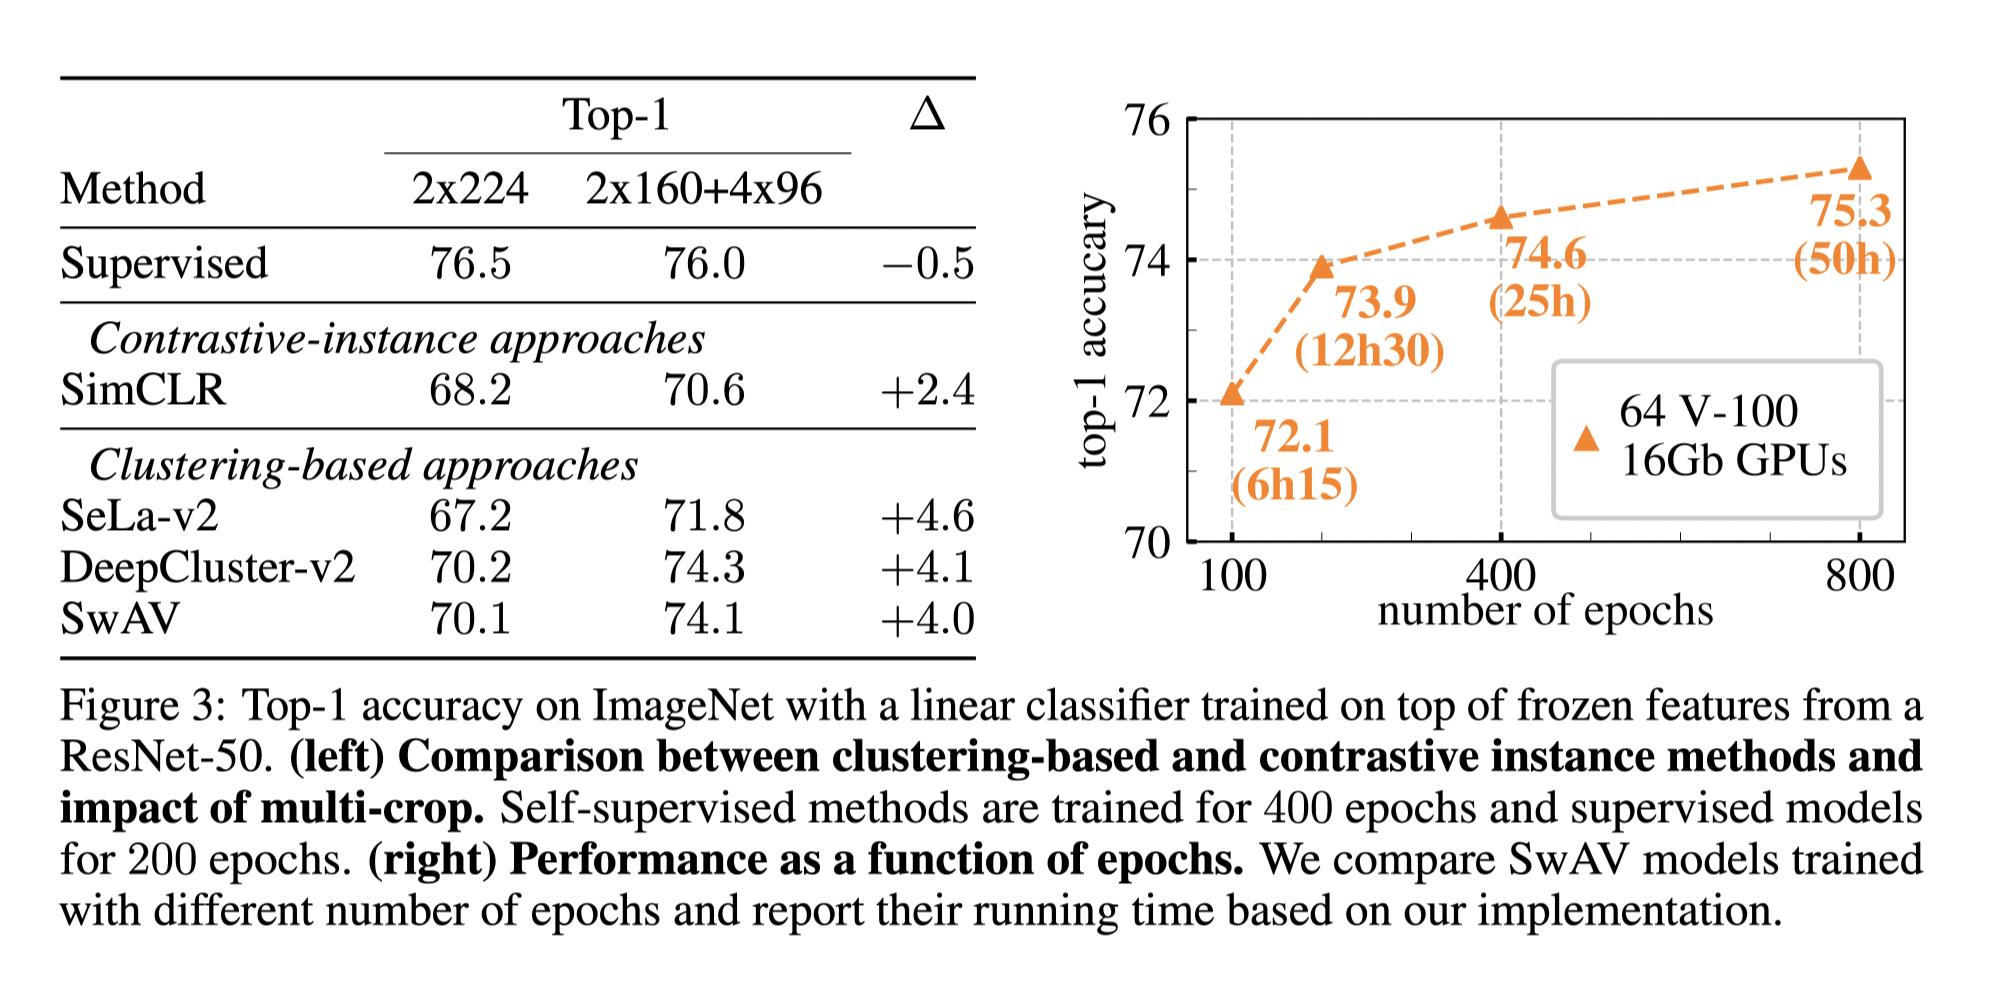 Top-1 Δ
Method 2x224 2x160+4x96
Supervised 76.5 76.0 −0.5
Contrastive-instance approaches
SimCLR 68.2 70.6 +2.4
Clustering-based approaches
SeLa-v2 67.2 71.8 +4.6
DeepCluster-v2 70.2 74.3 +4.1
SwAV 70.1 74.1 +4.0
top-1 accucary
76
74
72
70
72.1
(6h15)
73.9
(12h30)
74.6
(25h)
75.3
(50h)
64 V-100
16Gb GPUs
100 400 800
number of epochs
Figure 3: Top-1 accuracy on ImageNet with a linear classifier trained on top of frozen features from a
ResNet-50. (left) Comparison between clustering-based and contrastive instance methods and
impact of multi-crop. Self-supervised methods are trained for 400 epochs and supervised models
for 200 epochs. (right) Performance as a function of epochs. We compare SwAV models trained
with different number of epochs and report their running time based on our implementation.